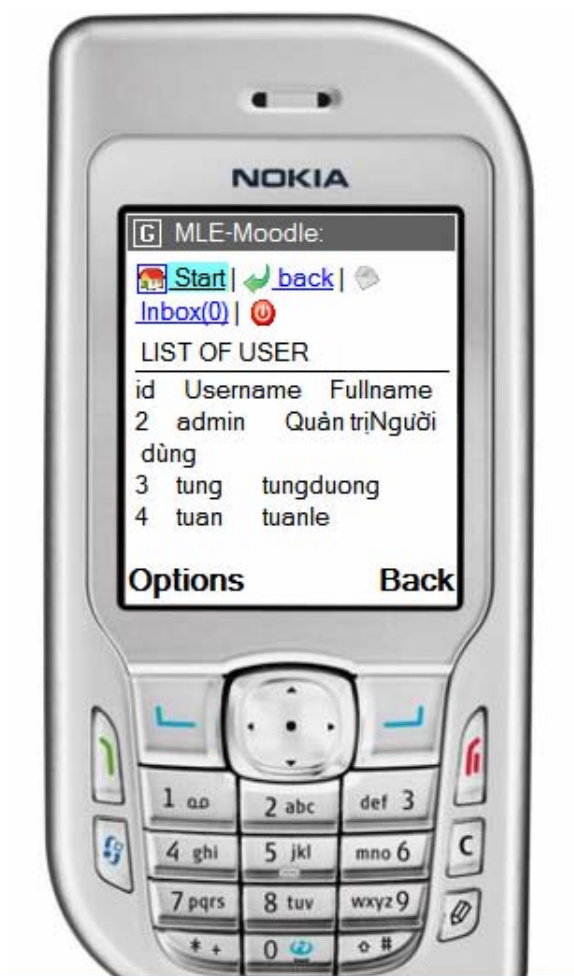 NOKIA
G MLE-Moodle:
Start | back |
Inbox(0) |
LIST OF USER
id Username Fullname
2 admin Quản trịNgười
dùng
3 tung tungduong
4 tuan tuanle
Options Back
1
2 abc
def 3
4 ghi
5 jkl
mno 6
C
7 pqrs
8 tuv
wxyz 9
* +
0
#